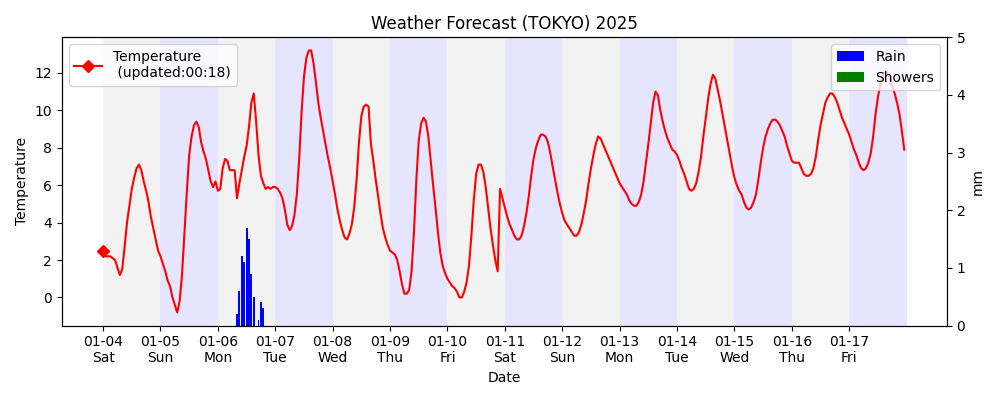 Weather Forecast (TOKYO) 2025
Temperature
(updated:00:18)
Rain
Showers
Temperature
12
10
8
6
4
2
0
5
4
3
2
1
0
mm
01-04 01-05 01-06 01-07 01-08 01-09 01-10 01-11 01-12 01-13 01-14 01-15 01-16 01-17
Sat Sun Mon Tue Wed Thu Fri Sat Sun Mon Tue Wed Thu Fri
Date